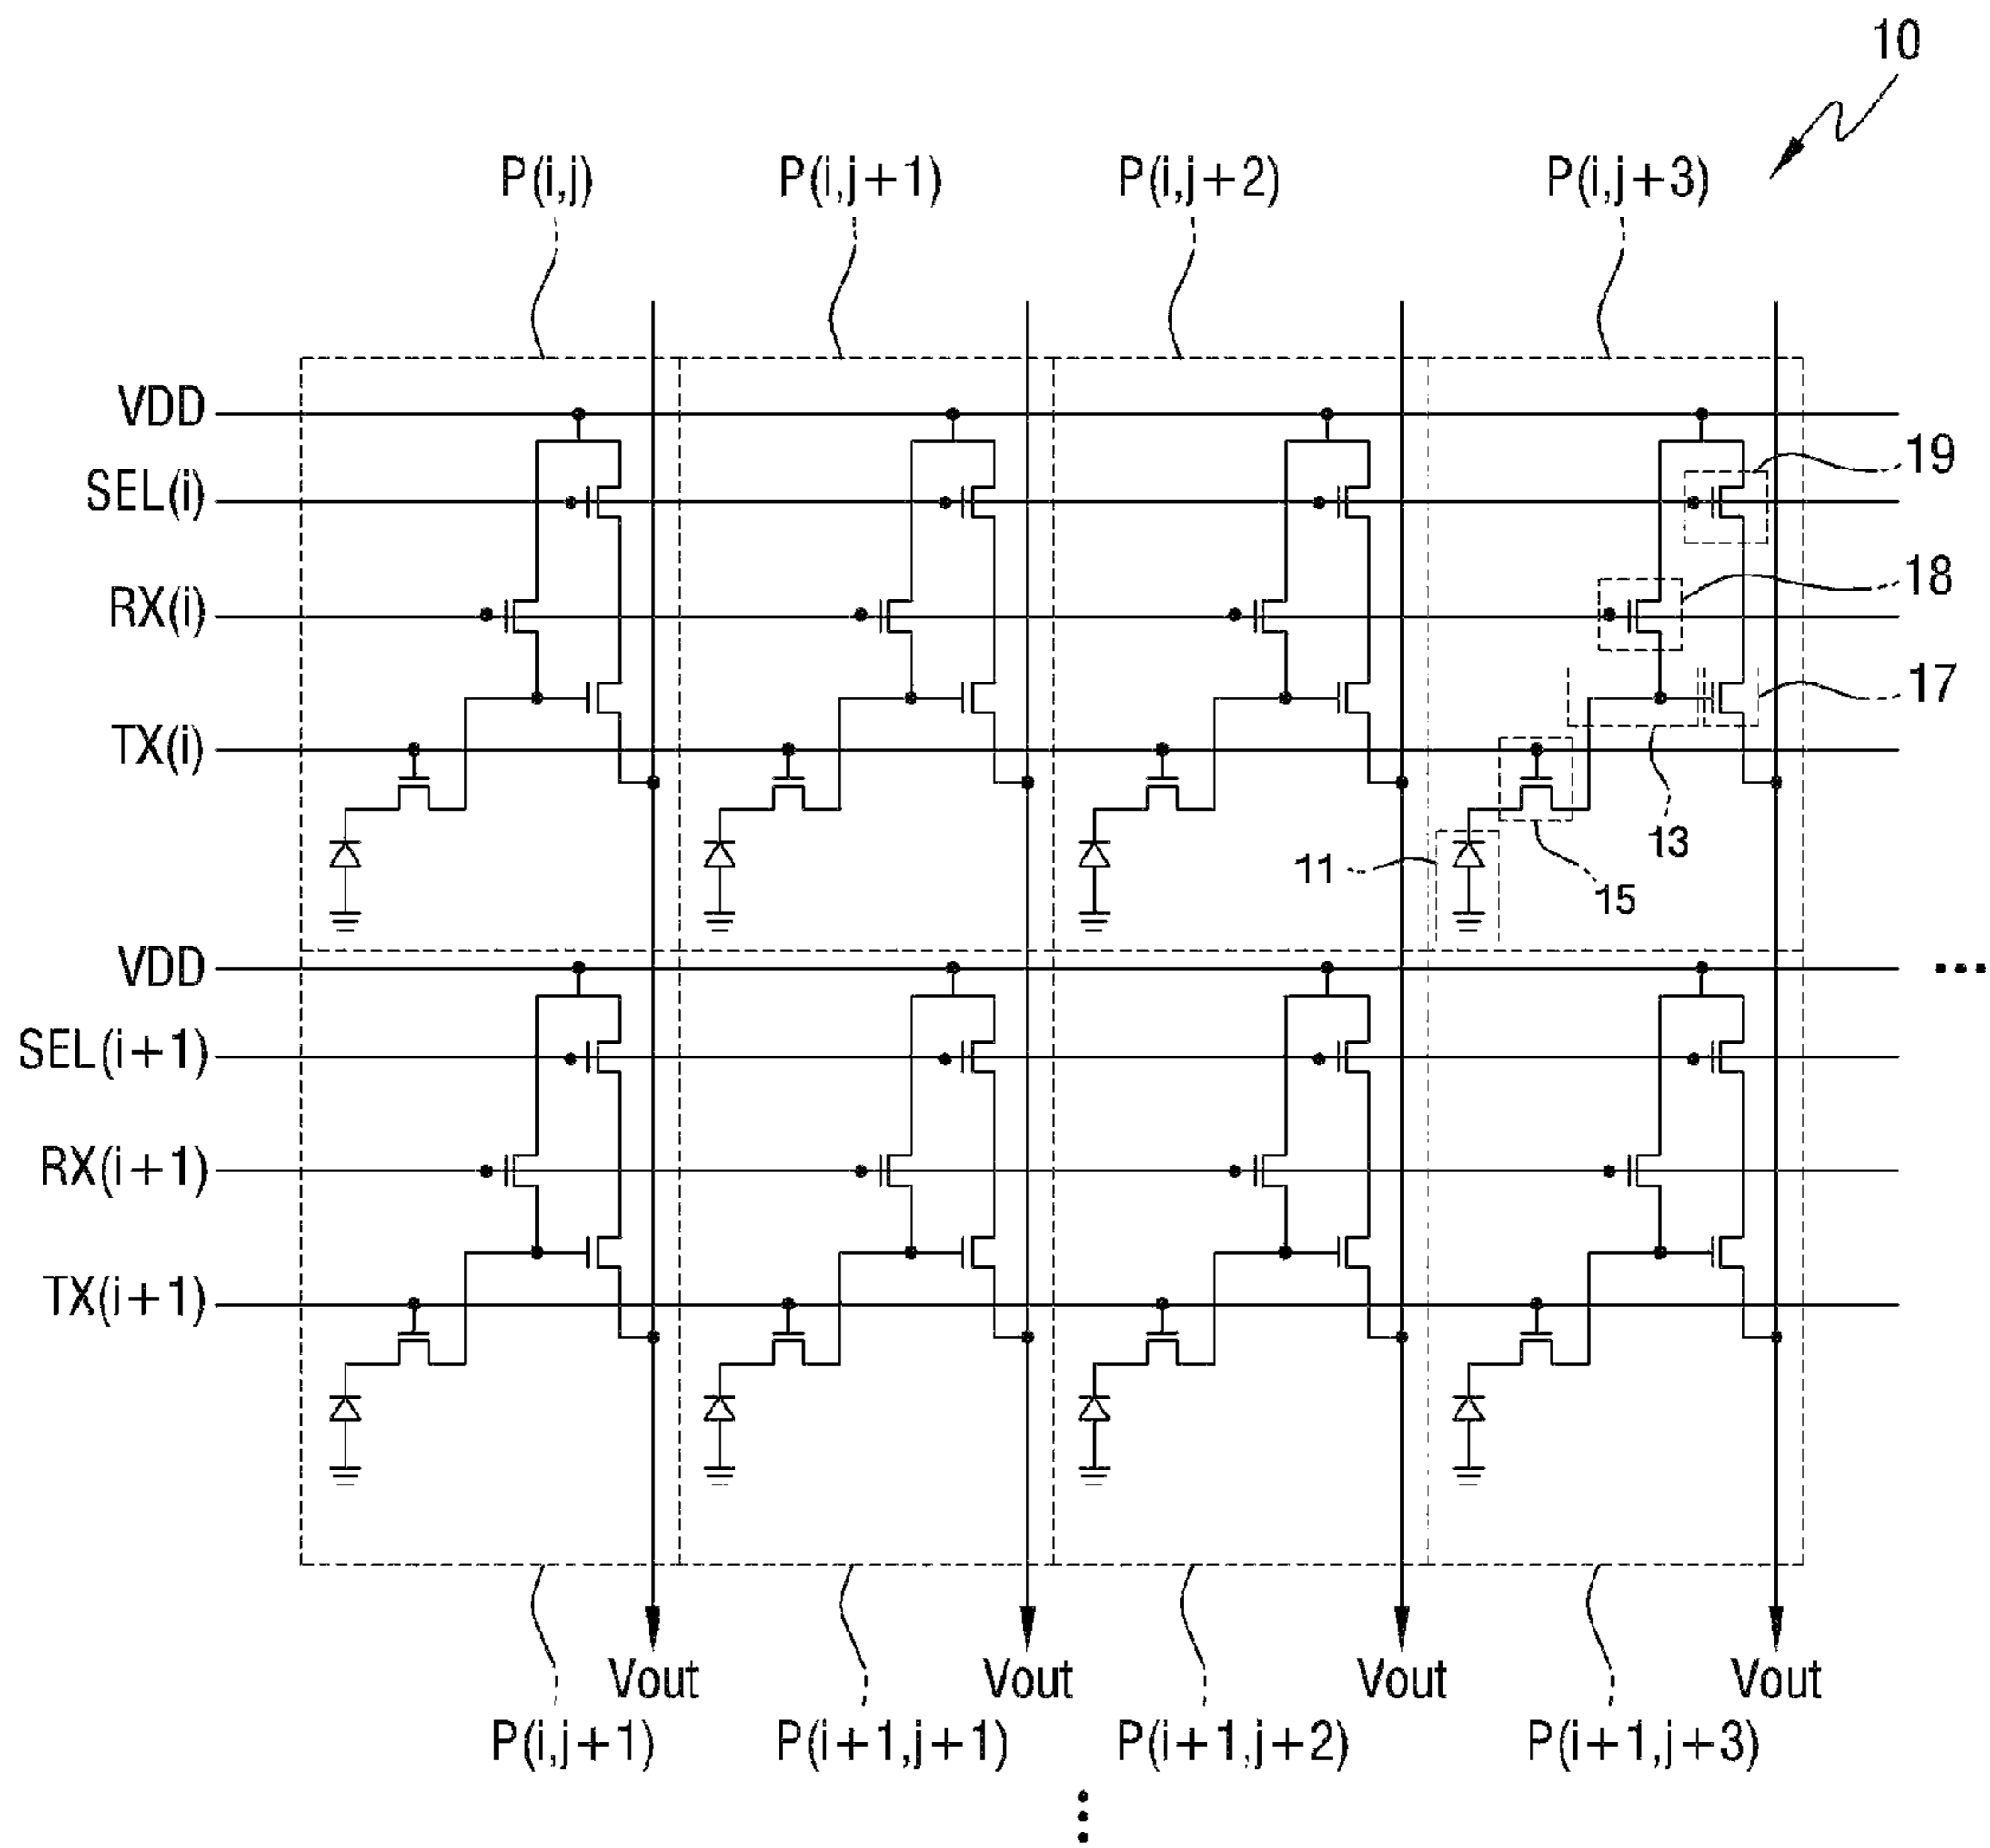 10
P(i,j) P(i,j+1) P(i,j+2) P(i,j+3)
VDD
19
SEL(i)
18
RX(i)
17
TX(i)
13
11
15
VDD
...
SEL(i+1)
RX(i+1)
TX(i+1)
Vout Vout Vout Vout
P(i,j+1) P(i+1,j+1) P(i+1,j+2) P(i+1,j+3)